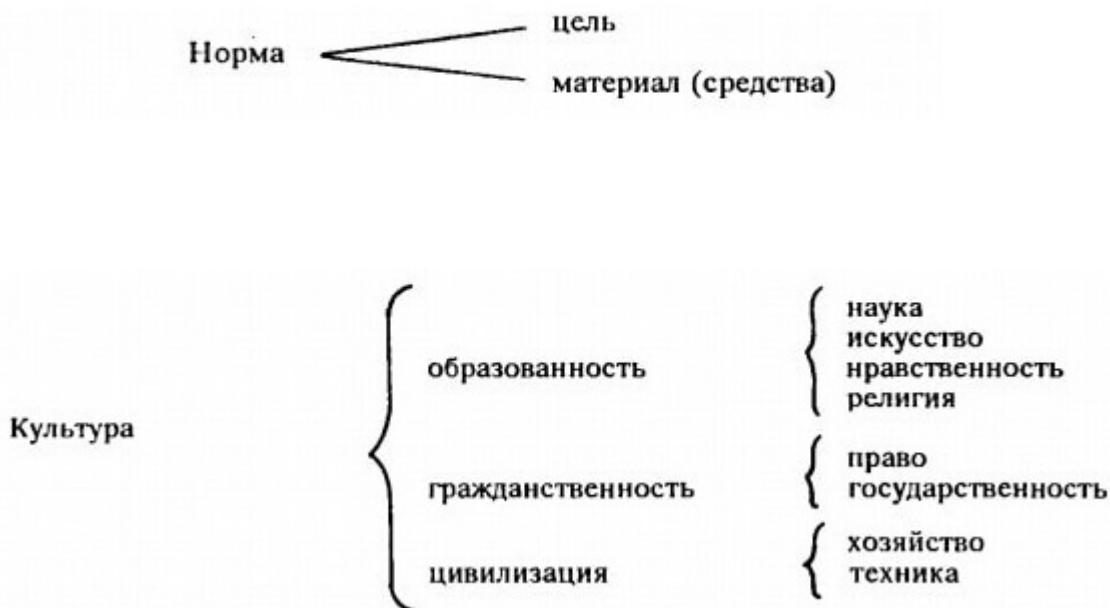 цель
Норма
материал (средства)
наука
искусство
образованность
нравственность
религия
Культура
право
гражданственность
государственность
хозяйство
цивилизация
техника